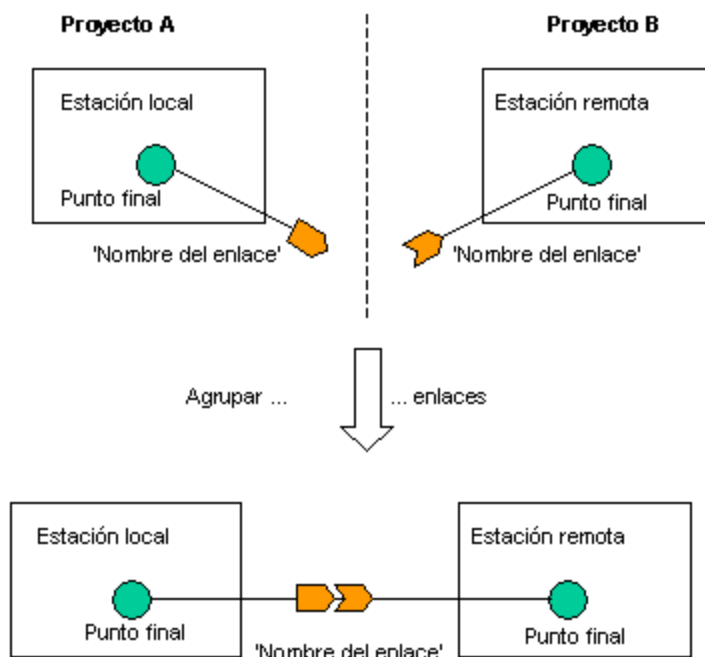 Proyecto A
Proyecto B
Estación local
Punto final
'Nombre del enlace'
Estación remota
Punto final
'Nombre del enlace'
Agrupar ...
... enlaces
Estación local
Punto final
Estación remota
Punto final
'Nombre del enlace'